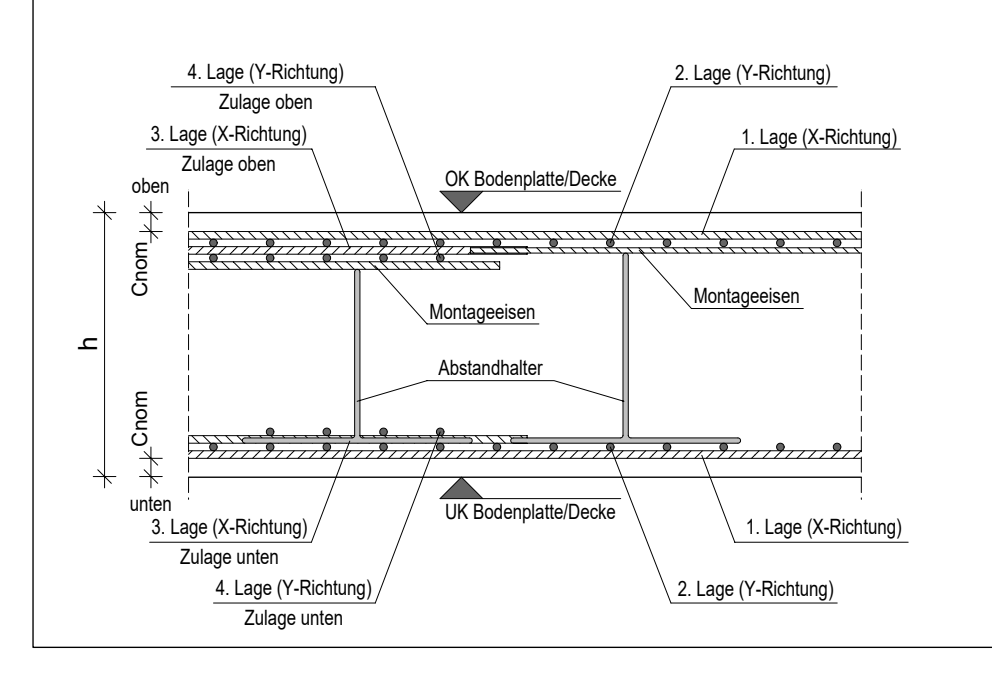 4. Lage (Y-Richtung)
Zulage oben
2. Lage (Y-Richtung)
3. Lage (X-Richtung)
Zulage oben
1. Lage (X-Richtung)
oben
OK Bodenplatte/Decke
Cnom
Montageeisen
Montageeisen
h
Abstandhalter
Cnom
unten
UK Bodenplatte/Decke
3. Lage (X-Richtung)
Zulage unten
1. Lage (X-Richtung)
4. Lage (Y-Richtung)
Zulage unten
2. Lage (Y-Richtung)